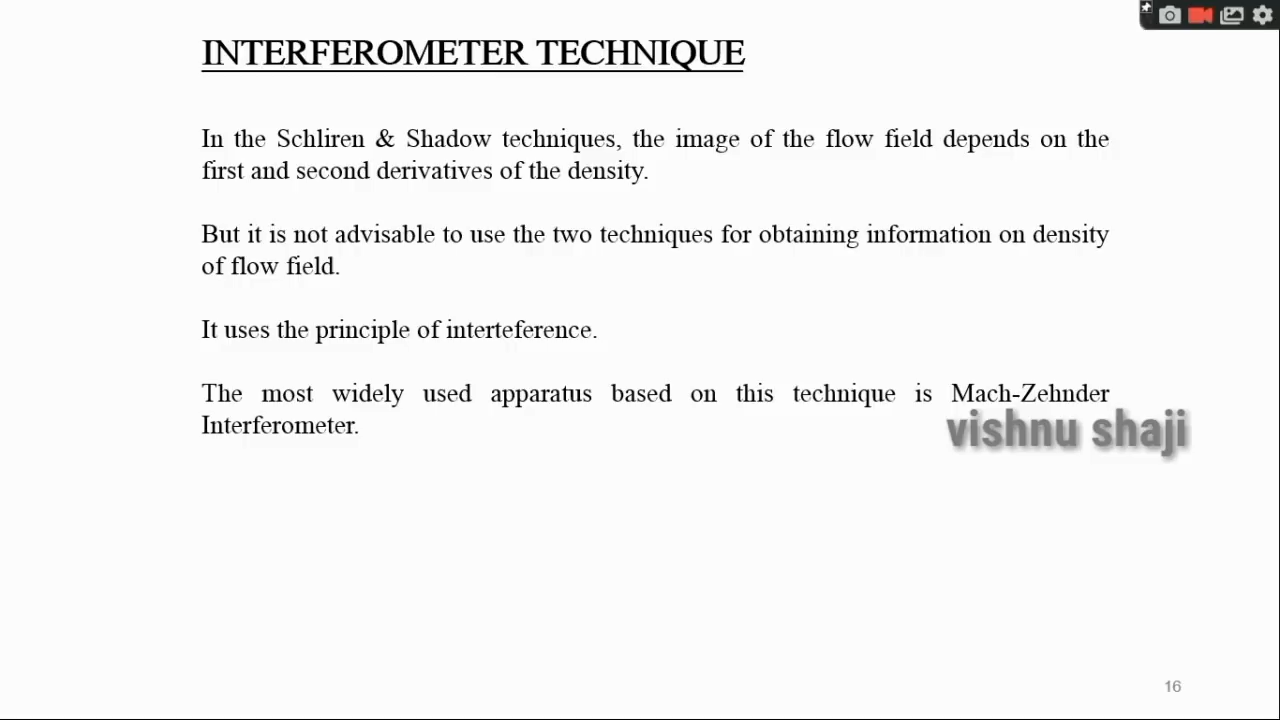 INTERFEROMETER TECHNIQUE
In the Schliren & Shadow techniques, the image of the flow field depends on the
first and second derivatives of the density.
But it is not advisable to use the two techniques for obtaining information on density
of flow field.
It uses the principle of interteference.
The most widely used apparatus based on this technique is Mach-Zehnder
Interferometer.
vishnu shaji
16